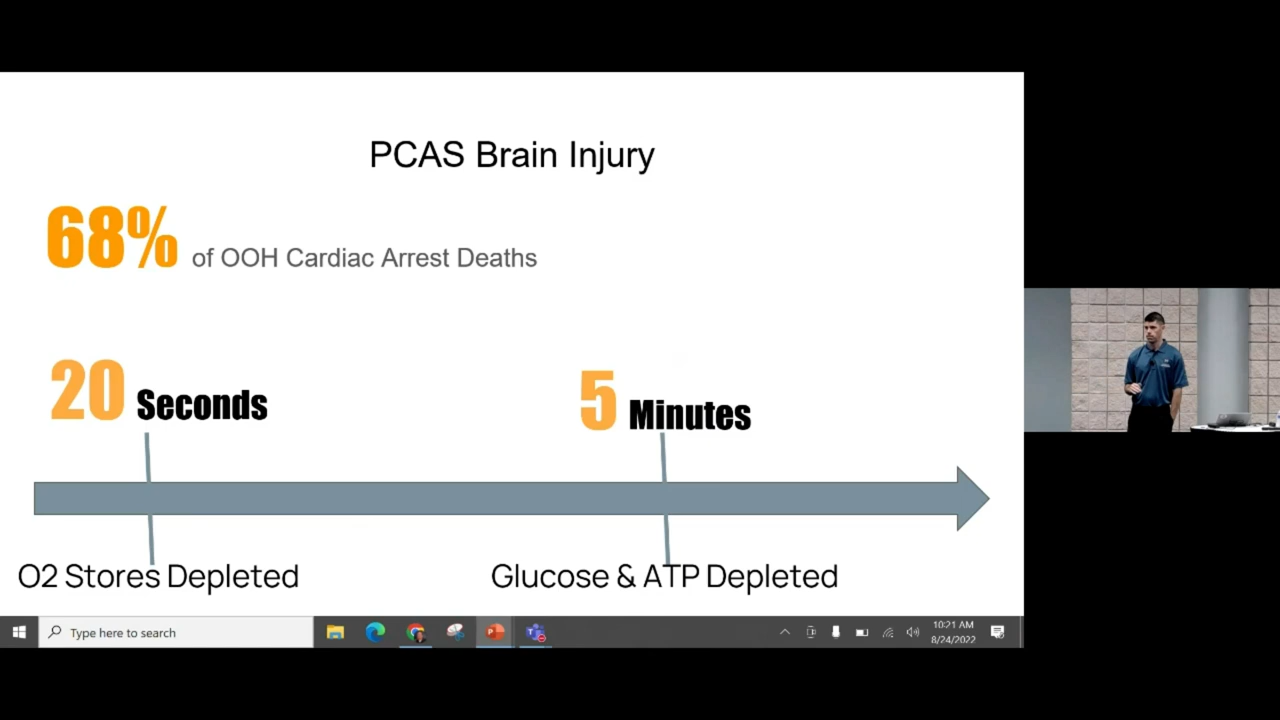 PCAS Brain Injury
68% of OOH Cardiac Arrest Deaths
20 Seconds
5 Minutes
O2 Stores Depleted
Glucose & ATP Depleted
Type here to search
10:21 AM
8/24/2022